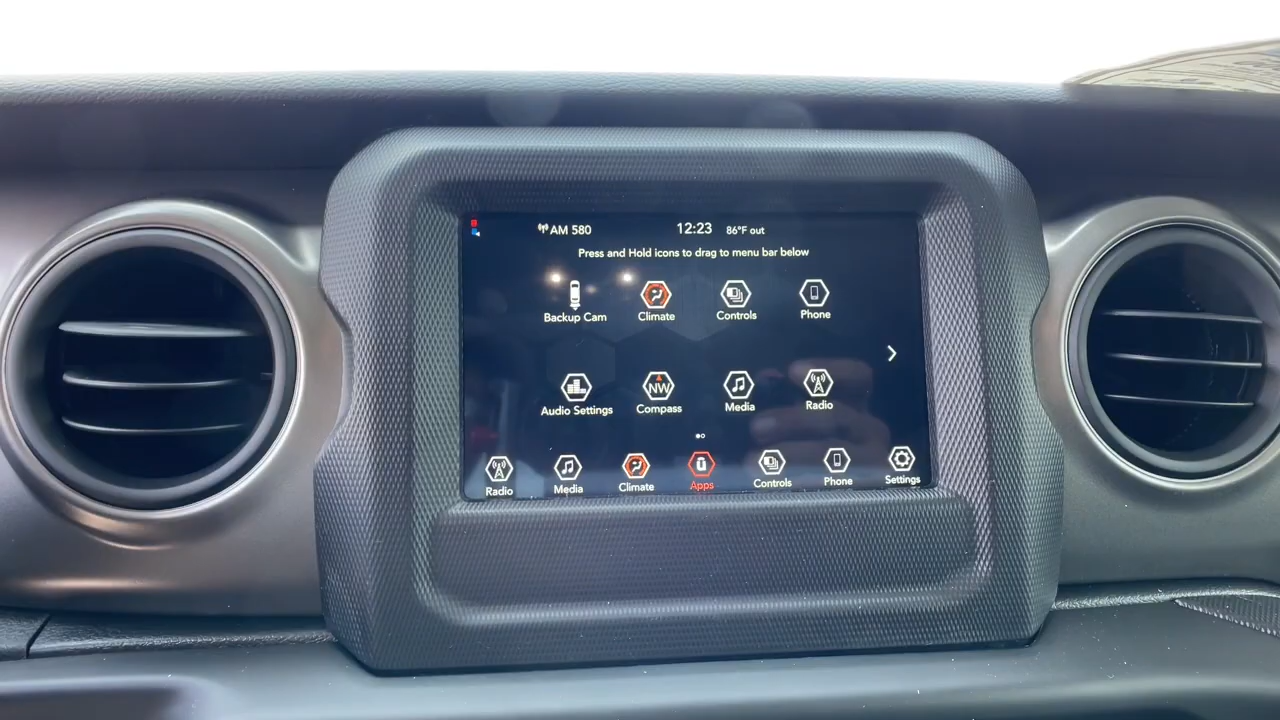 AM 580 12:23 86°F out
Press and Hold icons to drag to menu bar below
Backup Cam Climate Controls Phone
NW
Audio Settings Compass Media Radio
Radio Media Climate Apps Controls Phone Settings